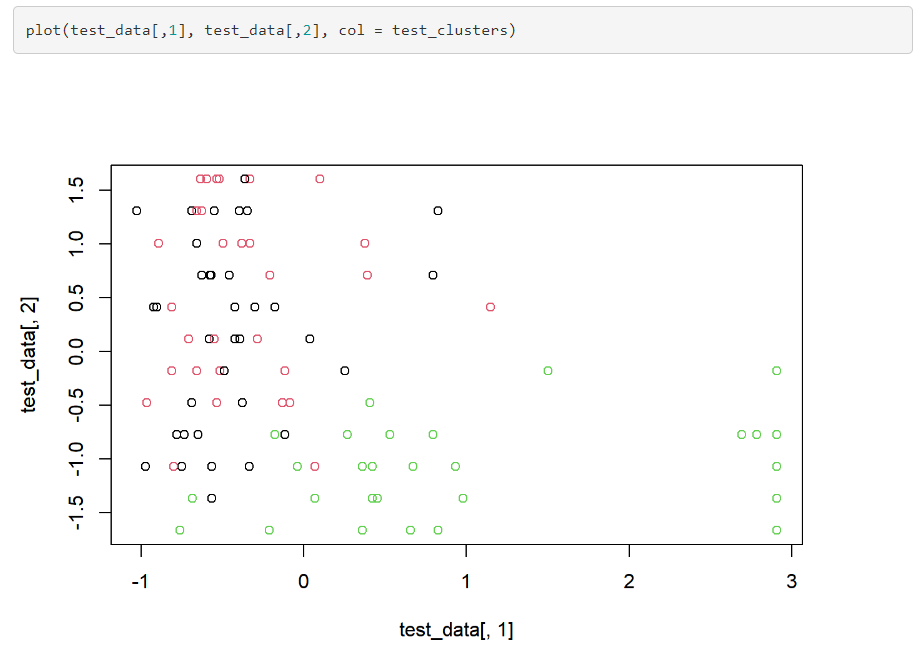 plot(test_data[,1], test_data[,2], col = test_clusters)
test_data[, 2]
1.5
1.0
0.5
0.0
-0.5
-1.0
-1.5
-1 0 1 2 3
test_data[, 1]